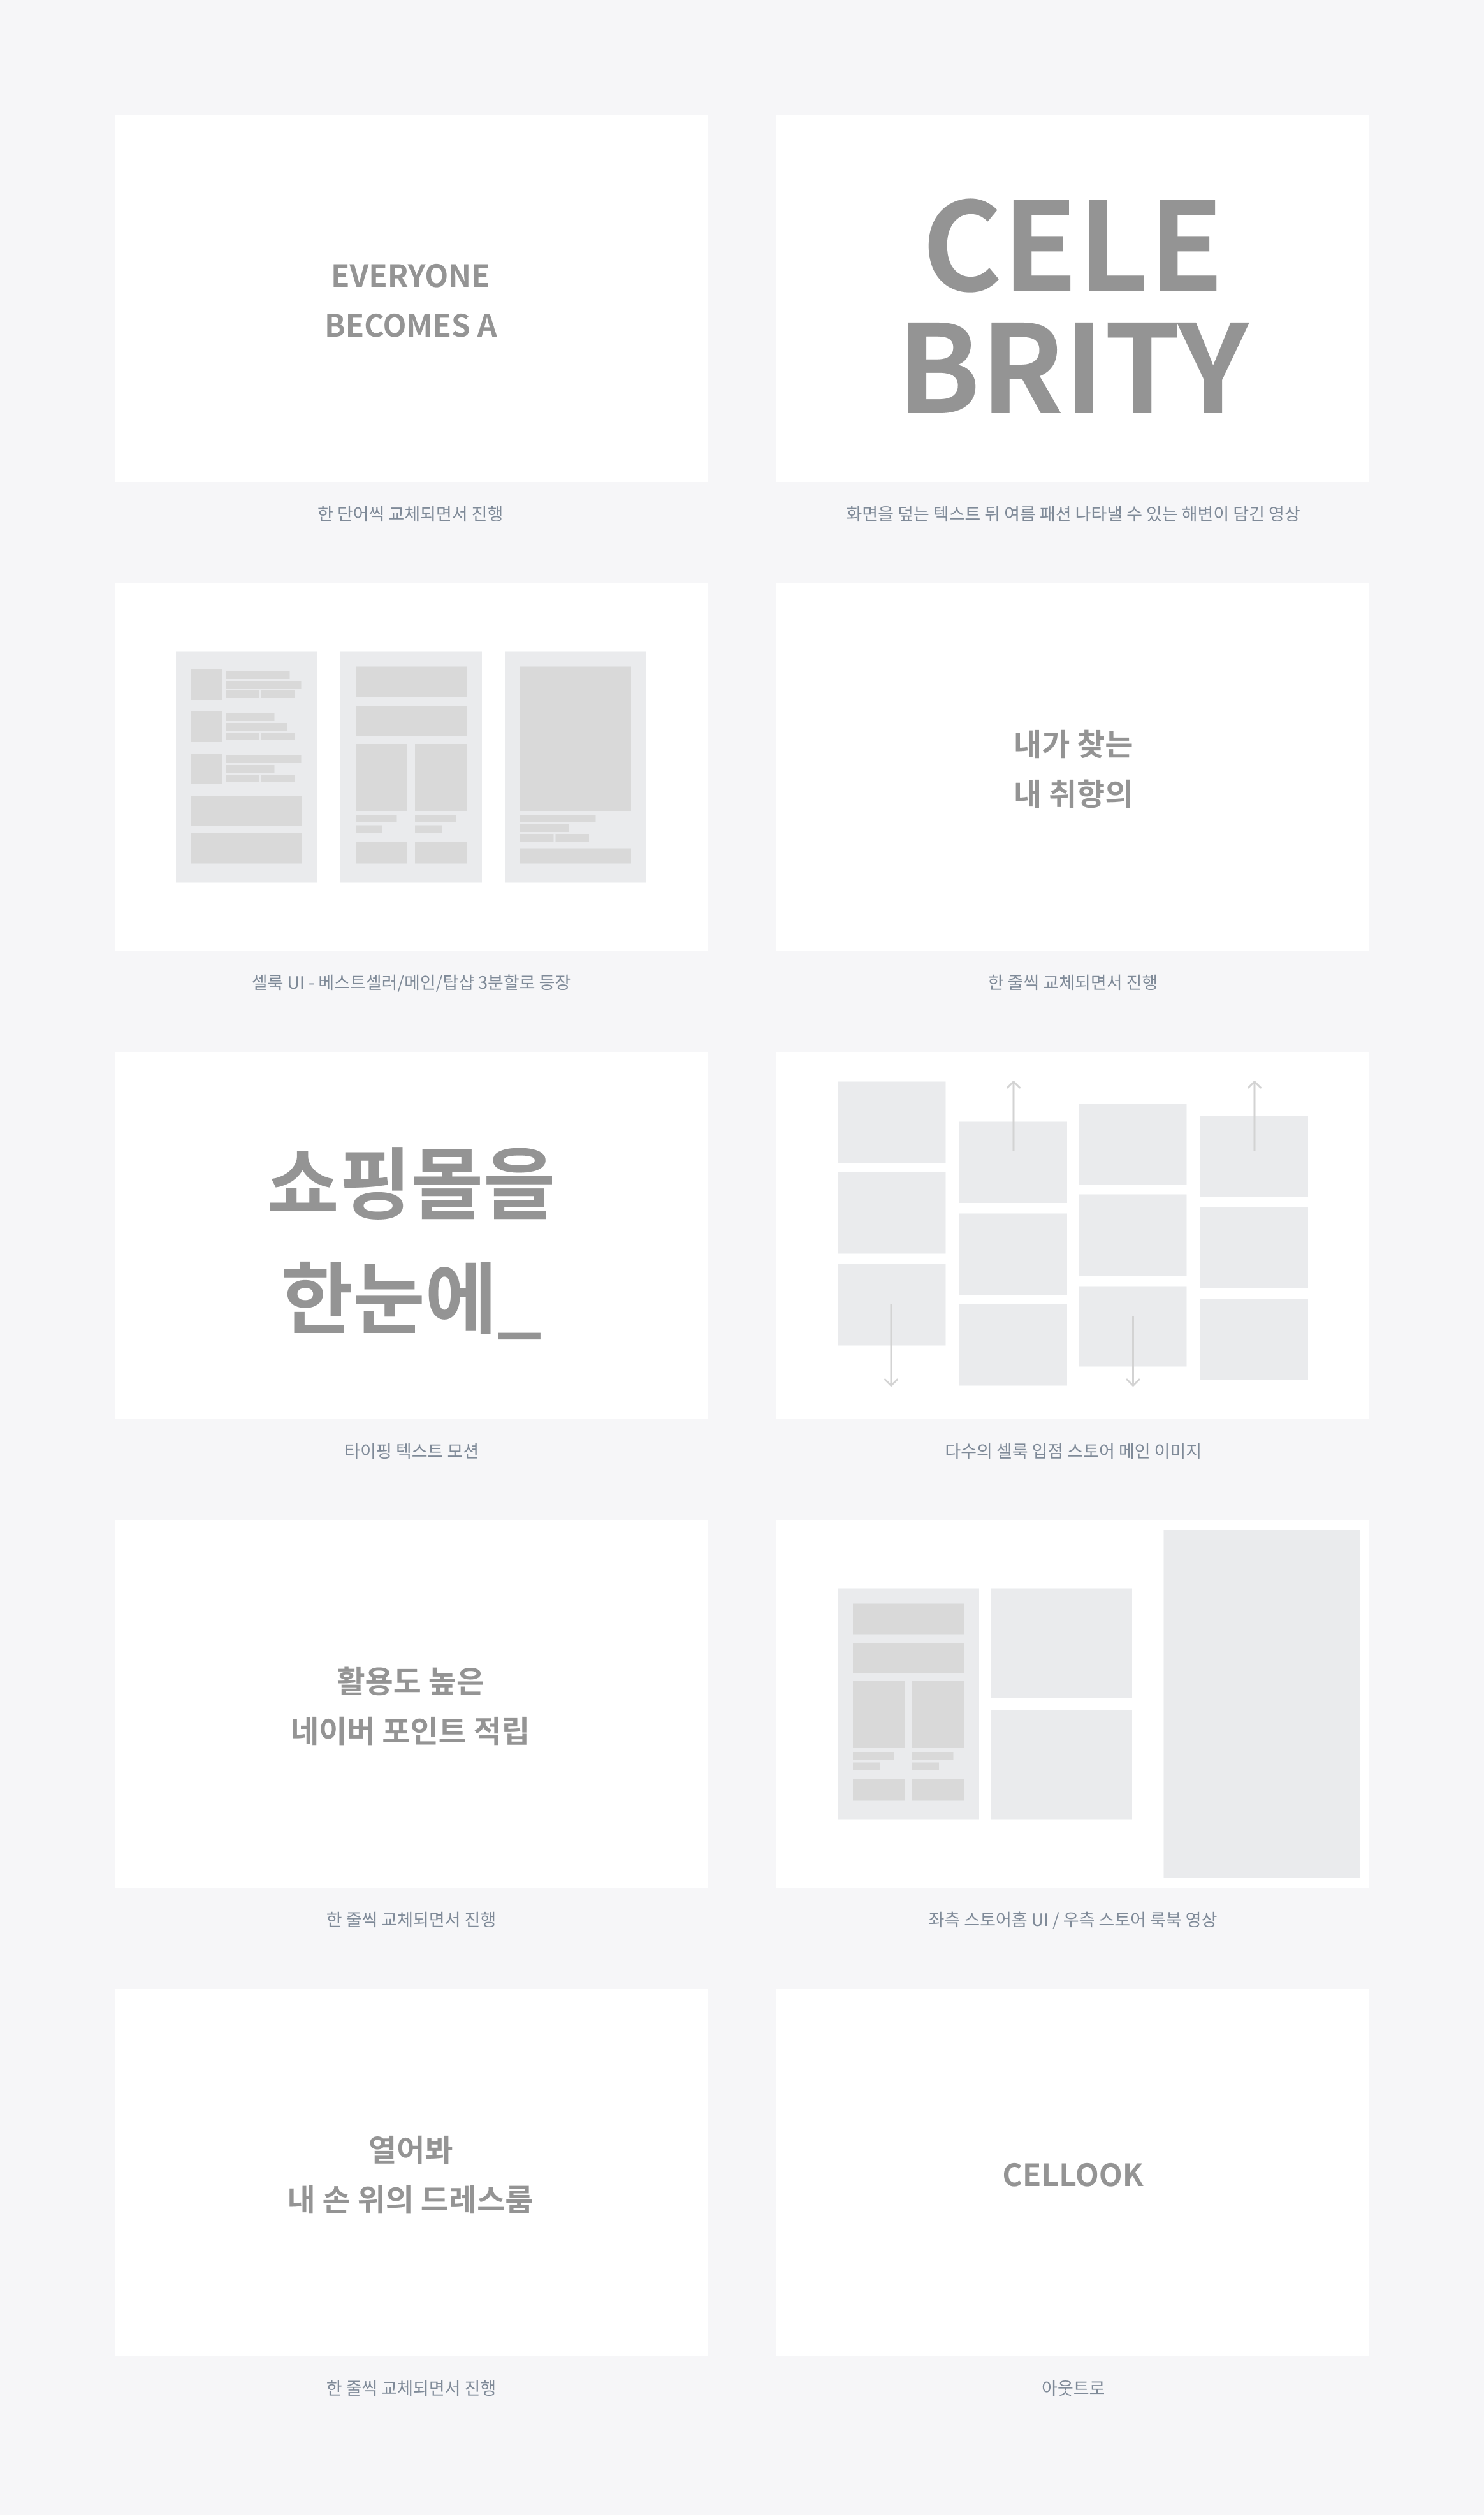 EVERYONE
BECOMES A
한 단어씩 교체되면서 진행
CELE
BRITY
화면을 덮는 텍스트 뒤 여름 패션 나타낼 수 있는 해변이 담긴 영상
셀룩 UI - 베스트셀러/메인/탑샵 3분할로 등장
내가 찾는
내 취향의
한 줄씩 교체되면서 진행
쇼핑몰을
한눈에_
타이핑 텍스트 모션
다수의 셀룩 입점 스토어 메인 이미지
활용도 높은
네이버 포인트 적립
한 줄씩 교체되면서 진행
좌측 스토어홈 UI / 우측 스토어 룩북 영상
열어봐
내 손 위의 드레스룸
한 줄씩 교체되면서 진행
CELLOOK
아웃트로